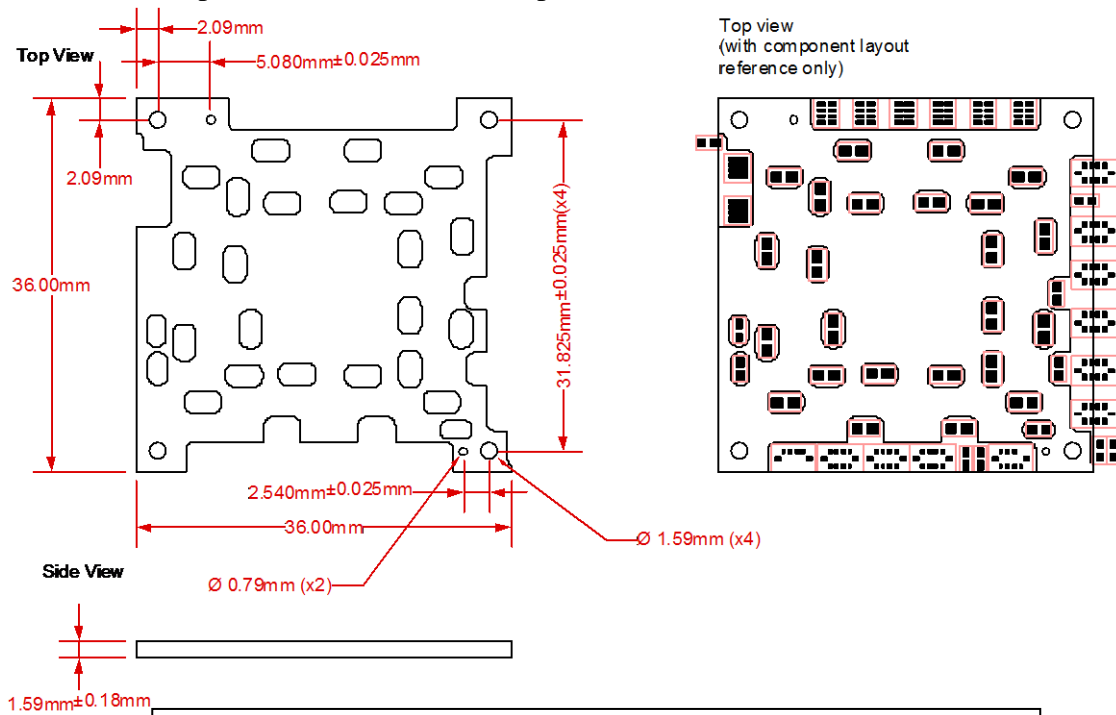 2.09mm
Top View
5.080mm±0.025mm
Top view
(with component layout
reference only)
2.09mm
36.00mm
31.825mm±0.025mm(x4)
2.540mm±0.025mm
36.00mm
Ø 1.59mm (x4)
Side View
Ø 0.79mm (x2)
1.59mm±0.18mm